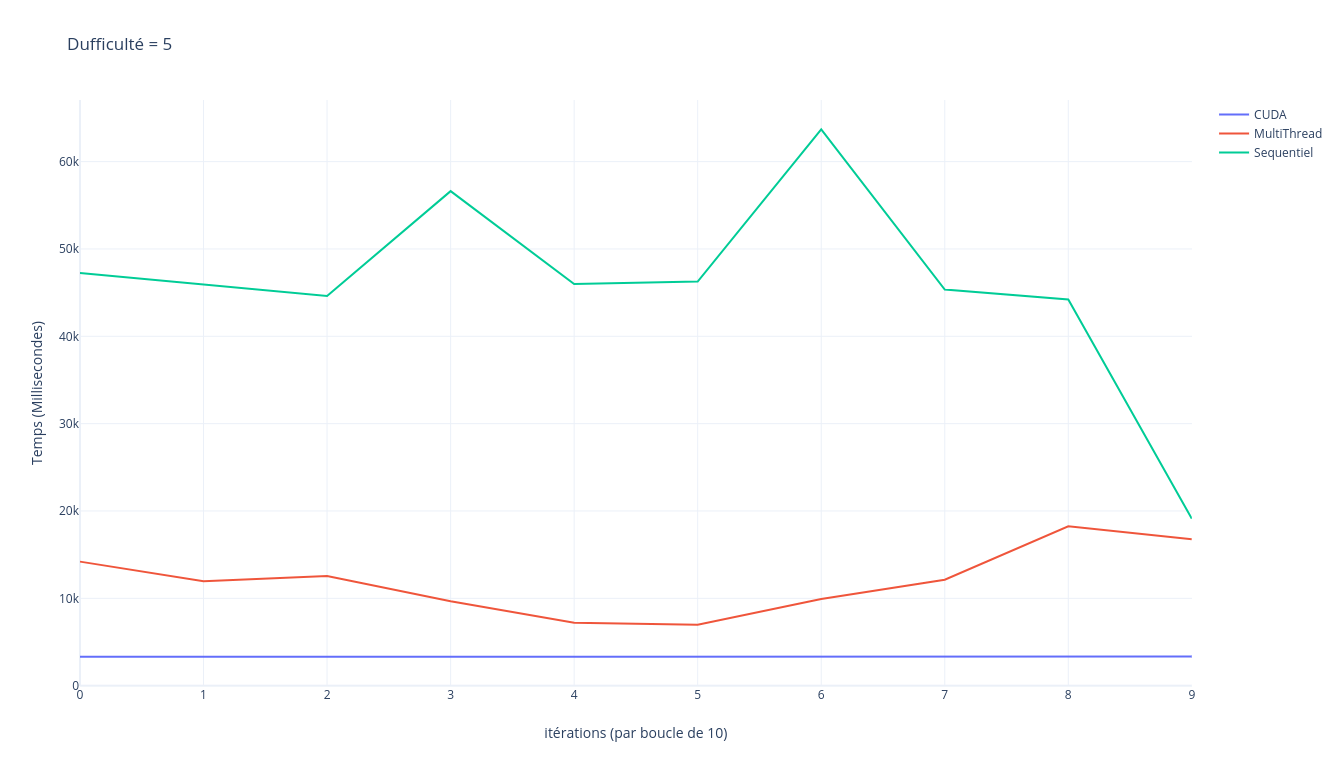 Dufficulté = 5
CUDA
MultiThread
Sequentiel
60k
50k
40k
30k
20k
10k
0
Temps (Millisecondes)
0 1 2 3 4 5 6 7 8 9
itérations (par boucle de 10)